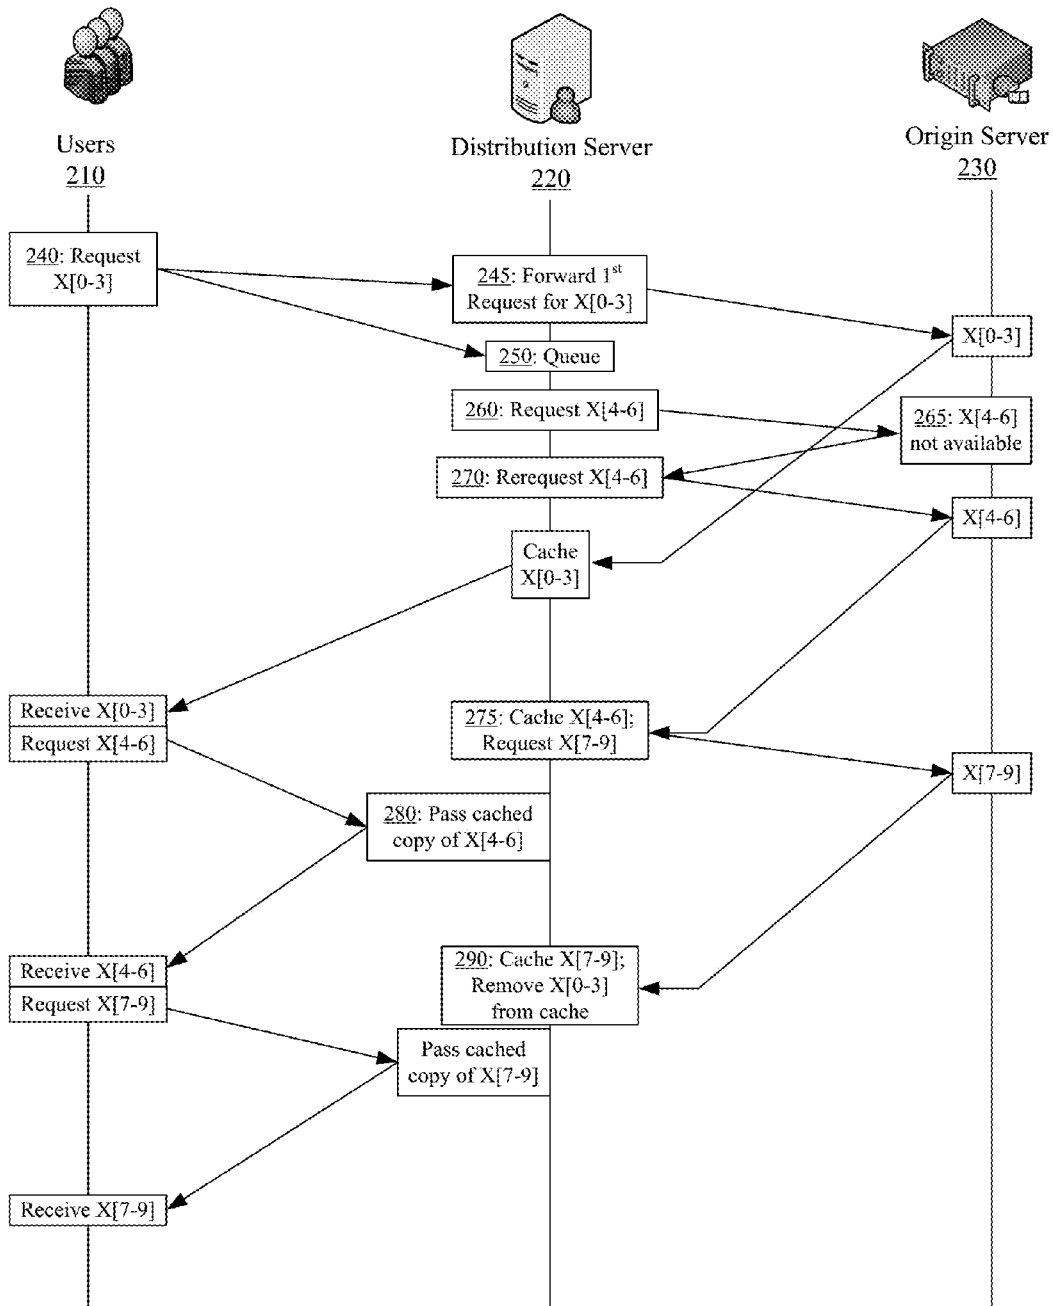 Users
210
Distribution Server
220
Origin Server
230
240: Request
X[0-3]
245: Forward 1st
Request for X[0-3]
X[0-3]
250: Queue
260: Request X[4-6]
265: X[4-6]
not available
270: Rerequest X[4-6]
X[4-6]
Cache
X[0-3]
Receive X[0-3]
Request X[4-6]
275: Cache X[4-6];
Request X[7-9]
X[7-9]
280: Pass cached
copy of X[4-6]
Receive X[4-6]
Request X[7-9]
290: Cache X[7-9];
Remove X[0-3]
from cache
Pass cached
copy of X[7-9]
Receive X[7-9]